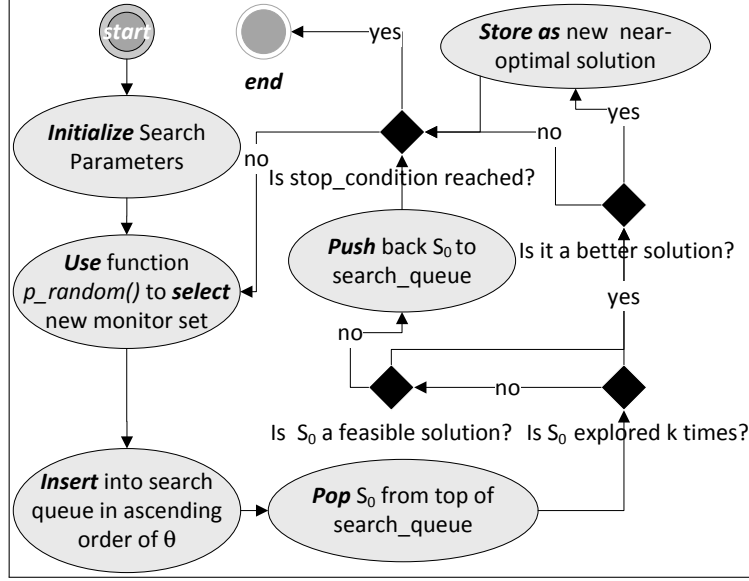 start
end
Initialize Search
Parameters
Use function
p_random() to select
new monitor set
Insert into search
queue in ascending
order of θ
Pop S0 from top of
search_queue
Is S0 explored k times?
no
yes
Is S0 a feasible solution?
no
Push back S0 to
search_queue
Is it a better solution?
yes
no
Store as new near-
optimal solution
Is stop_condition reached?
yes
no